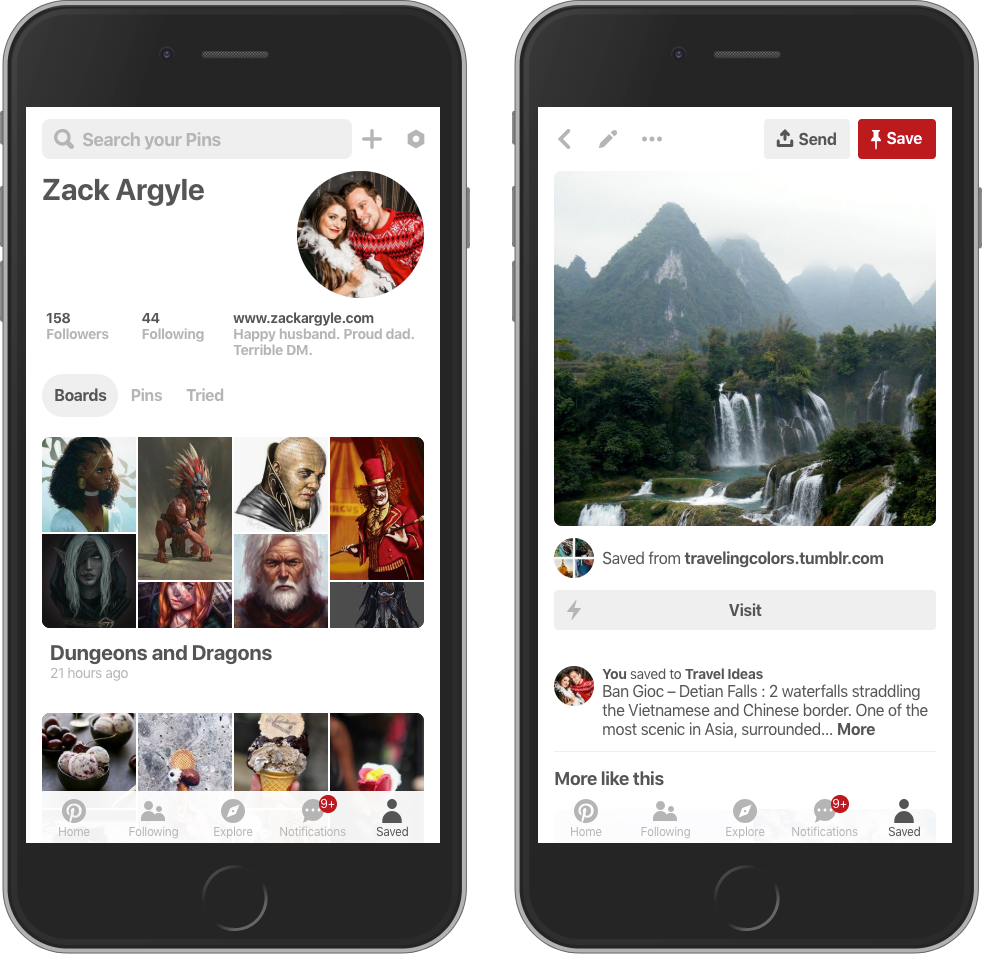 Search your Pins
Zack Argyle
158
Followers
44
Following
www.zackargyle.com
Happy husband. Proud dad.
Terrible DM.
Boards
Pins
Tried
Dungeons and Dragons
21 hours ago
Home
Following
Explore
9+
Notifications
Saved
Send
Save
Saved from travelingcolors.tumblr.com
Visit
You saved to Travel Ideas
Ban Gioc – Detian Falls : 2 waterfalls straddling
the Vietnamese and Chinese border. One of the
most scenic in Asia, surrounded... More
More like this
Home
Following
Explore
9+
Notifications
Saved